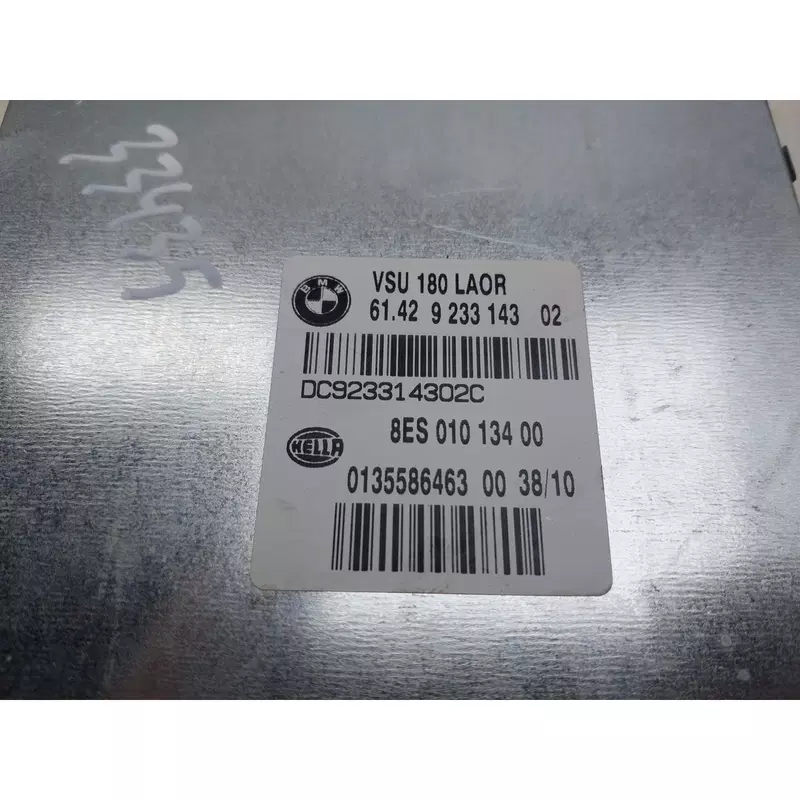 33435
BMW
VSU 180 LAOR
61.42 9 233 143 02
DC923314302C
8ES 010 134 00
HELLA
0135586463 00 38/10